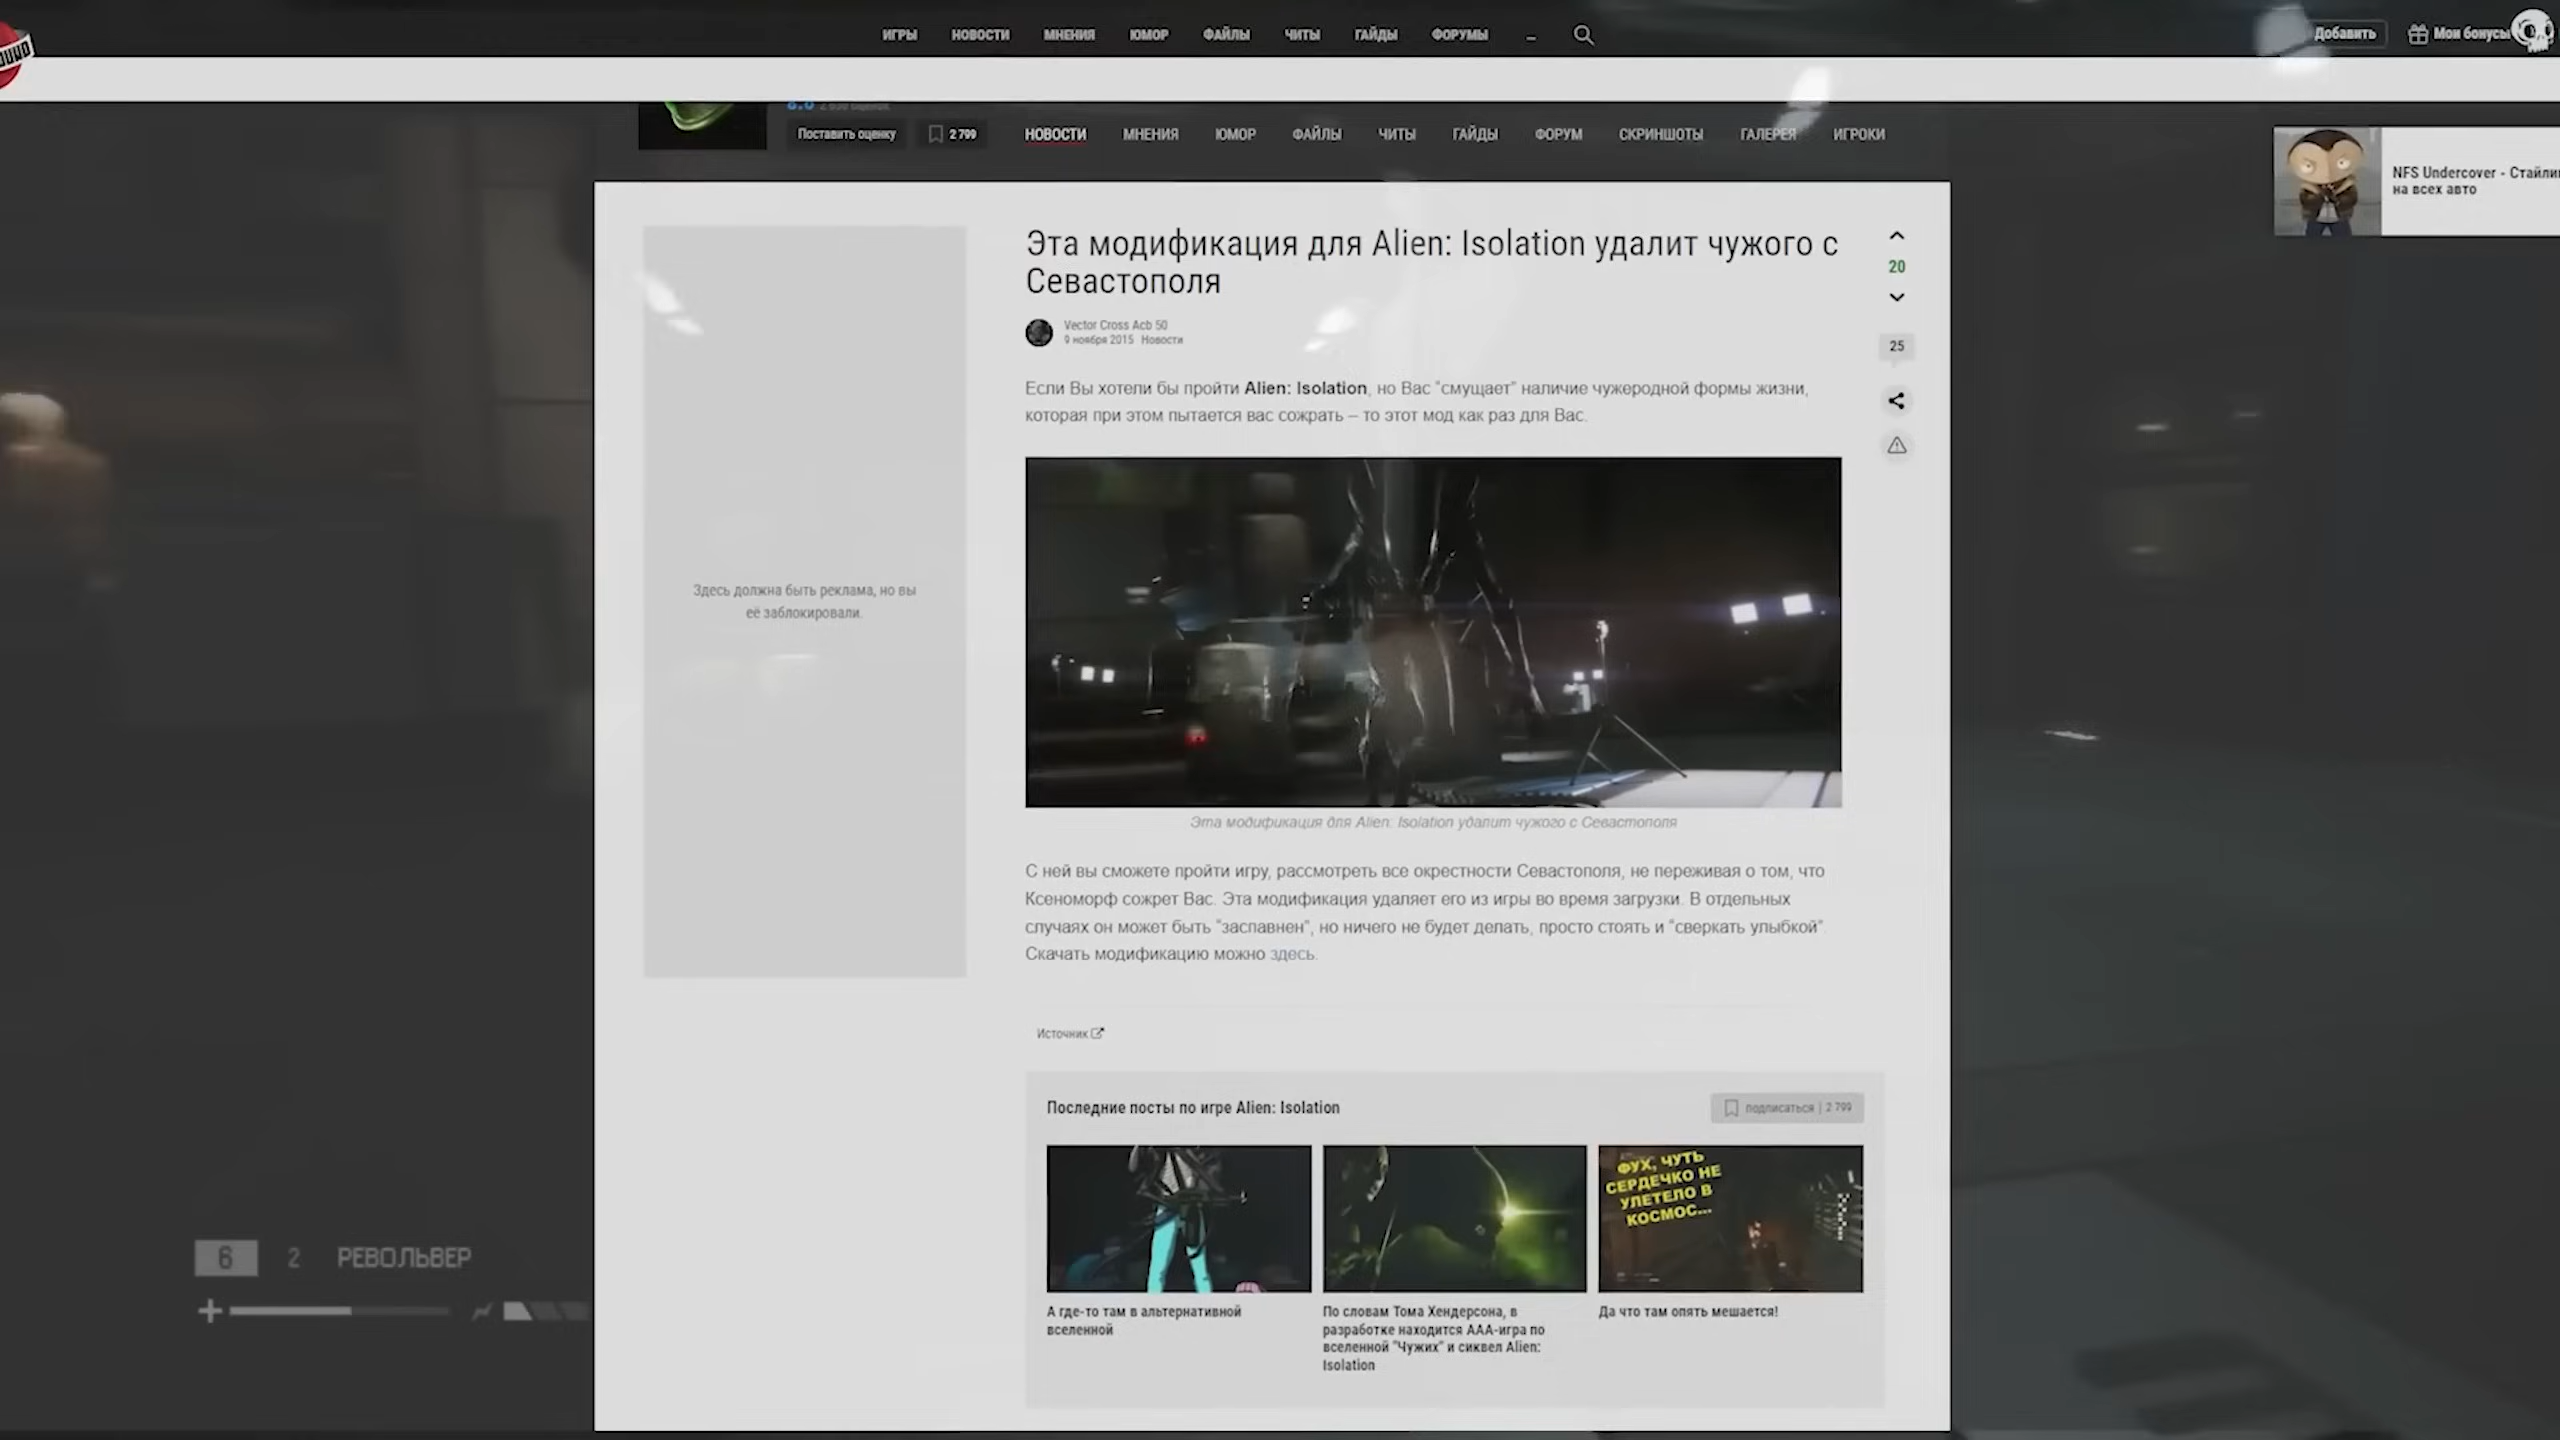 ИГРЫ НОВОСТИ МНЕНИЯ ЮМОР ФАЙЛЫ ЧИТЫ ГАЙДЫ ФОРУМЫ
Добавить Мои бонусы
Поставить оценку 2 799 НОВОСТИ МНЕНИЯ ЮМОР ФАЙЛЫ ЧИТЫ ГАЙДЫ ФОРУМ СКРИНШОТЫ ГАЛЕРЕЯ ИГРОКИ
NFS Undercover -
на всех авто
Эта модификация для Alien: Isolation удалит чужого с
Севастополя
20
Vector Cross Acb 50
9 ноября 2015 Новости
25
Если Вы хотели бы пройти Alien: Isolation, но Вас "смущает" наличие чужеродной формы жизни,
которая при этом пытается вас сожрать – то этот мод как раз для Вас.
Здесь должна быть реклама, но вы
её заблокировали.
Эта модификация для Alien: Isolation удалит чужого с Севастополя
С ней вы сможете пройти игру, рассмотреть все окрестности Севастополя, не переживая о том, что
Ксеноморф сожрет Вас. Эта модификация удаляет его из игры во время загрузки. В отдельных
случаях он может быть "заспавнен", но ничего не будет делать, просто стоять и "сверкать улыбкой".
Скачать модификацию можно здесь.
Источник
Последние посты по игре Alien: Isolation
подписаться | 2 799
ФУХ, ЧУТЬ
СЕРДЕЧКО НЕ
УЛЕТЕЛО В
КОСМОС...
А где-то там в альтернативной
вселенной
По словам Тома Хендерсона, в
разработке находится ААА-игра по
вселенной "Чужих" и сиквел Alien:
Isolation
Да что там опять мешается!
6 2 РЕВОЛЬВЕР